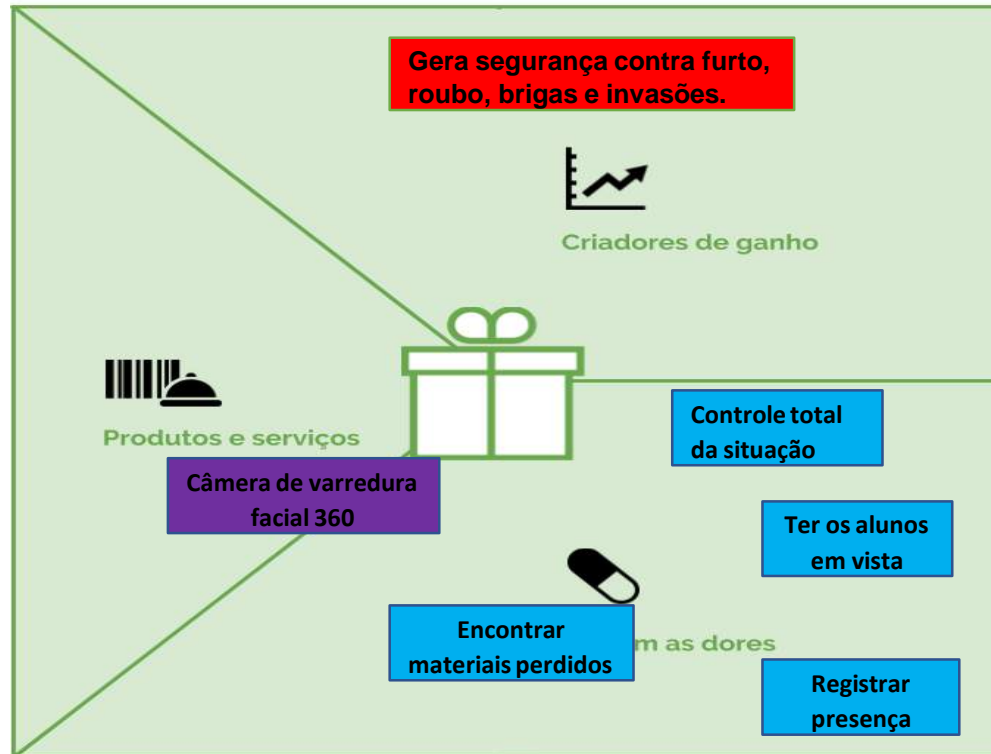 Gera segurança contra furto,
roubo, brigas e invasões.
Criadores de ganho
Produtos e serviços
Câmera de varredura
facial 360
Controle total
da situação
Ter os alunos
em vista
Encontrar
materiais perdidos
m as dores
Registrar
presença